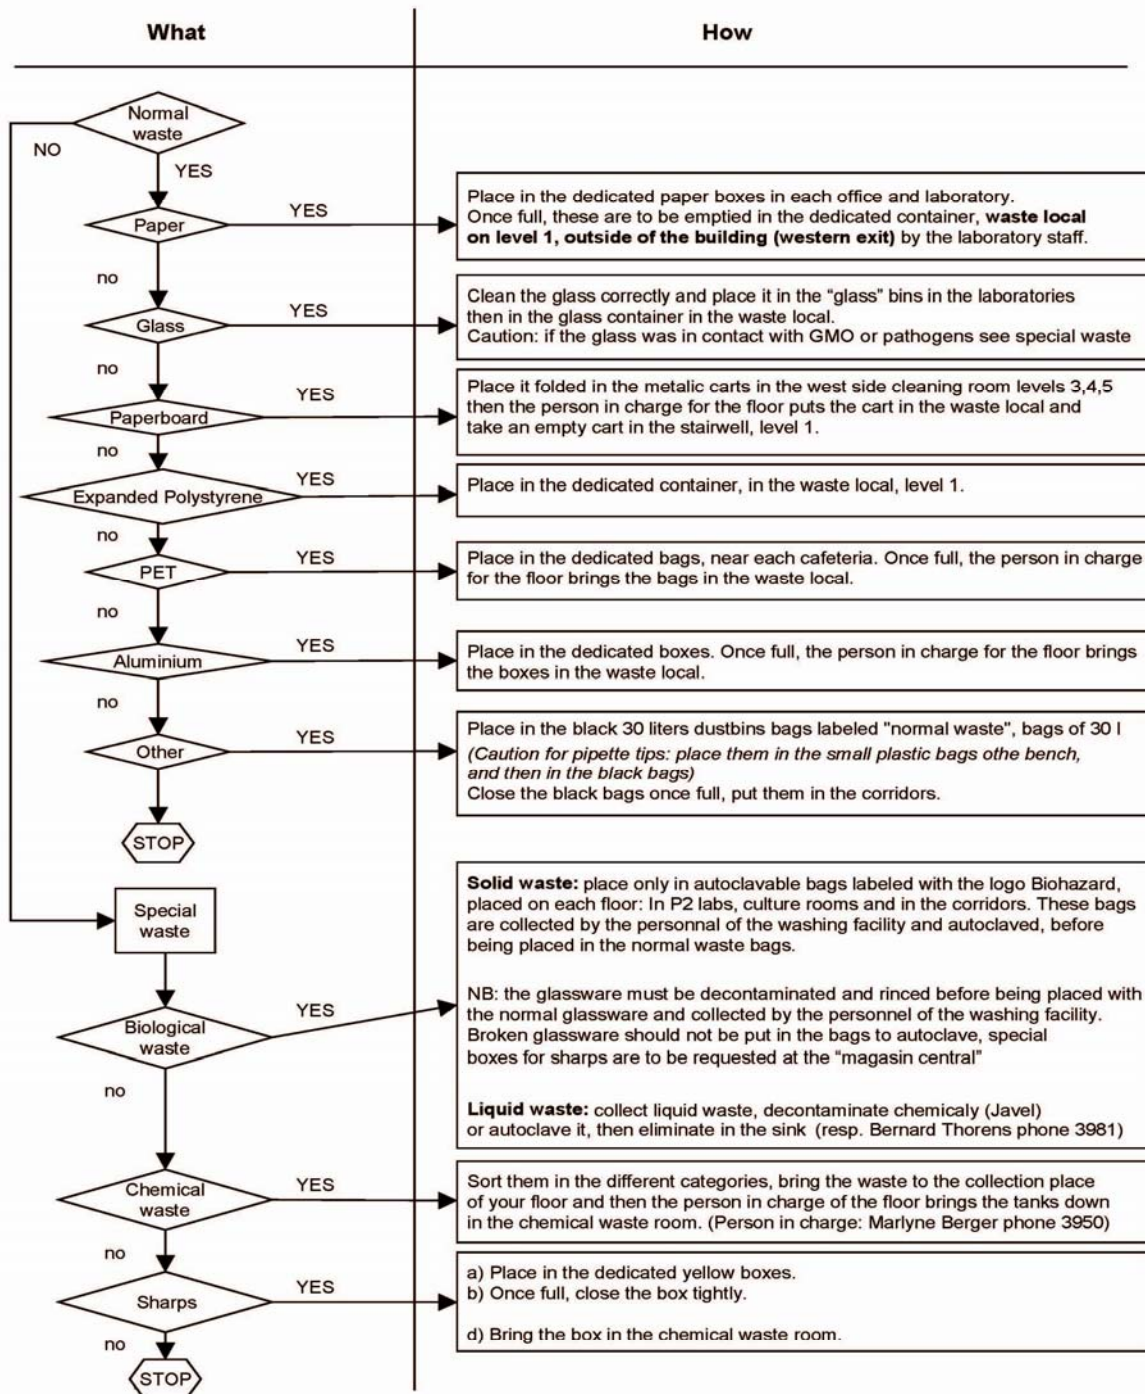 What
How
Normal
waste
NO
YES
Paper
YES
Place in the dedicated paper boxes in each office and laboratory.
Once full, these are to be emptied in the dedicated container, waste local
on level 1, outside of the building (western exit) by the laboratory staff.
no
Glass
YES
Clean the glass correctly and place it in the “glass” bins in the laboratories
then in the glass container in the waste local.
Caution: if the glass was in contact with GMO or pathogens see special waste
no
Paperboard
YES
Place it folded in the metalic carts in the west side cleaning room levels 3,4,5
then the person in charge for the floor puts the cart in the waste local and
take an empty cart in the stairwell, level 1.
no
Expanded Polystyrene
YES
Place in the dedicated container, in the waste local, level 1.
no
PET
YES
Place in the dedicated bags, near each cafeteria. Once full, the person in charge
for the floor brings the bags in the waste local.
no
Aluminium
YES
Place in the dedicated boxes. Once full, the person in charge for the floor brings
the boxes in the waste local.
no
Other
YES
Place in the black 30 liters dustbins bags labeled "normal waste", bags of 30 l
(Caution for pipette tips: place them in the small plastic bags othe bench,
and then in the black bags)
Close the black bags once full, put them in the corridors.
STOP
Special
waste
Biological
waste
YES
Solid waste: place only in autoclavable bags labeled with the logo Biohazard,
placed on each floor: In P2 labs, culture rooms and in the corridors. These bags
are collected by the personnal of the washing facility and autoclaved, before
being placed in the normal waste bags.
NB: the glassware must be decontaminated and rinced before being placed with
the normal glassware and collected by the personnel of the washing facility.
Broken glassware should not be put in the bags to autoclave, special
boxes for sharps are to be requested at the “magasin central”
Liquid waste: collect liquid waste, decontaminate chemicaly (Javel)
or autoclave it, then eliminate in the sink (resp. Bernard Thorens phone 3981)
no
Chemical
waste
YES
Sort them in the different categories, bring the waste to the collection place
of your floor and then the person in charge of the floor brings the tanks down
in the chemical waste room. (Person in charge: Marlyne Berger phone 3950)
no
Sharps
YES
a) Place in the dedicated yellow boxes.
b) Once full, close the box tightly.
d) Bring the box in the chemical waste room.
no
STOP